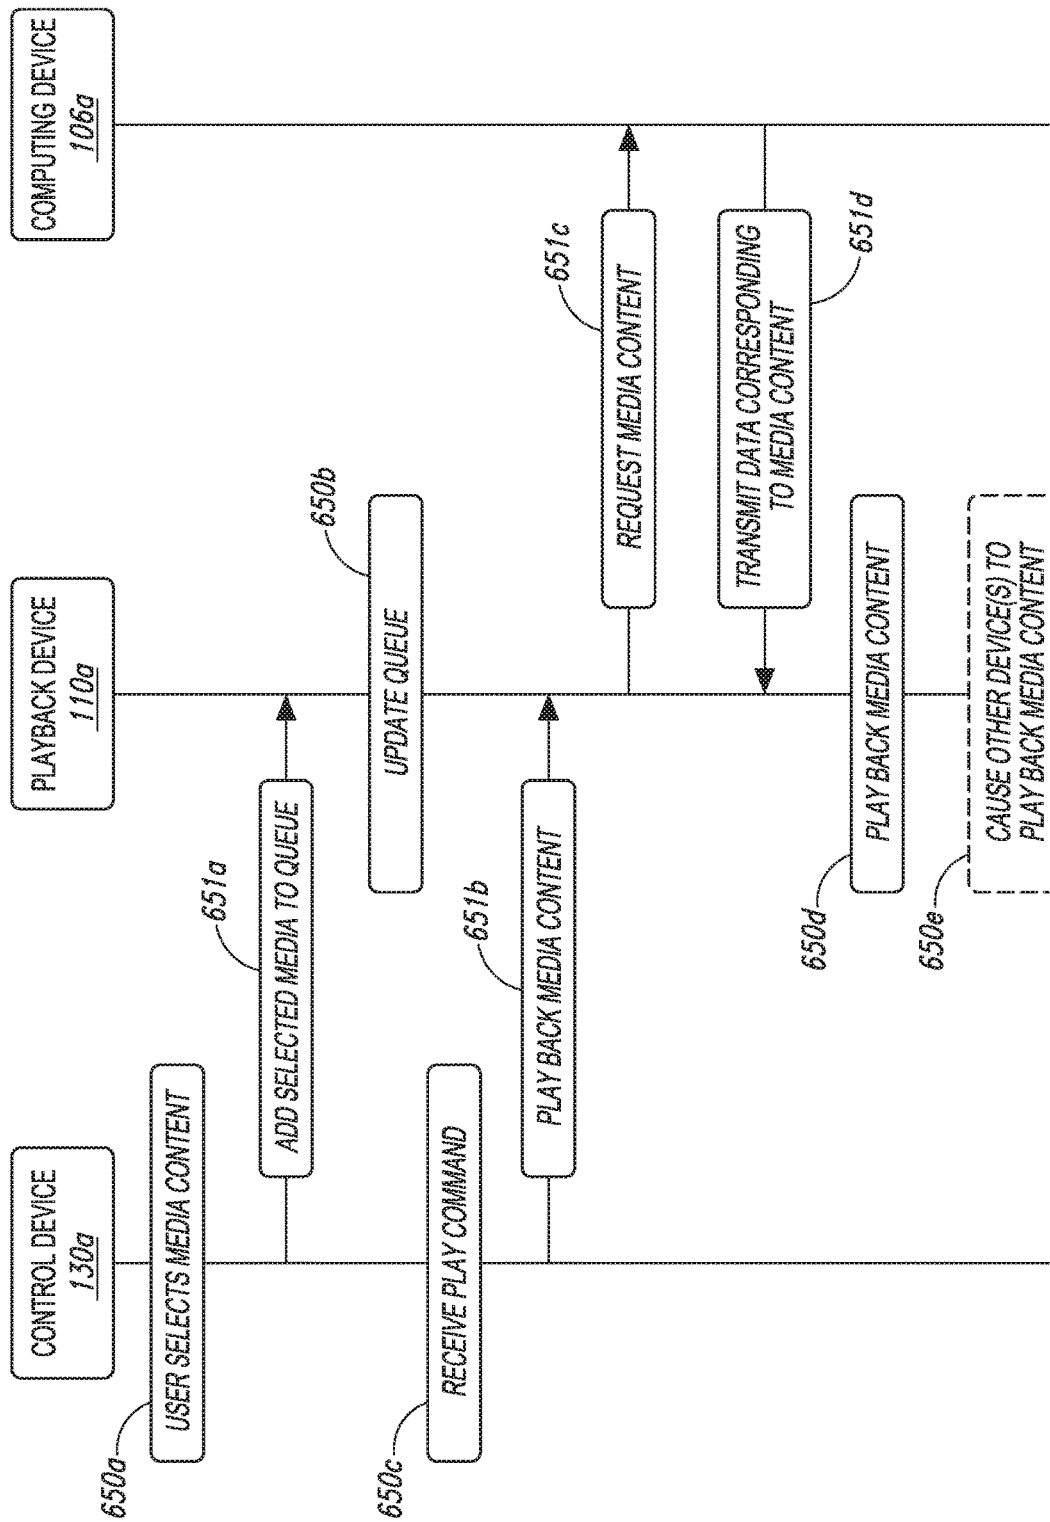 CONTROL DEVICE
130a
PLAYBACK DEVICE
110a
COMPUTING DEVICE
106a
650a
USER SELECTS MEDIA CONTENT
651a
ADD SELECTED MEDIA TO QUEUE
650b
UPDATE QUEUE
650c
RECEIVE PLAY COMMAND
651b
PLAY BACK MEDIA CONTENT
651c
REQUEST MEDIA CONTENT
651d
TRANSMIT DATA CORRESPONDING
TO MEDIA CONTENT
650d
PLAY BACK MEDIA CONTENT
650e
CAUSE OTHER DEVICE(S) TO
PLAY BACK MEDIA CONTENT